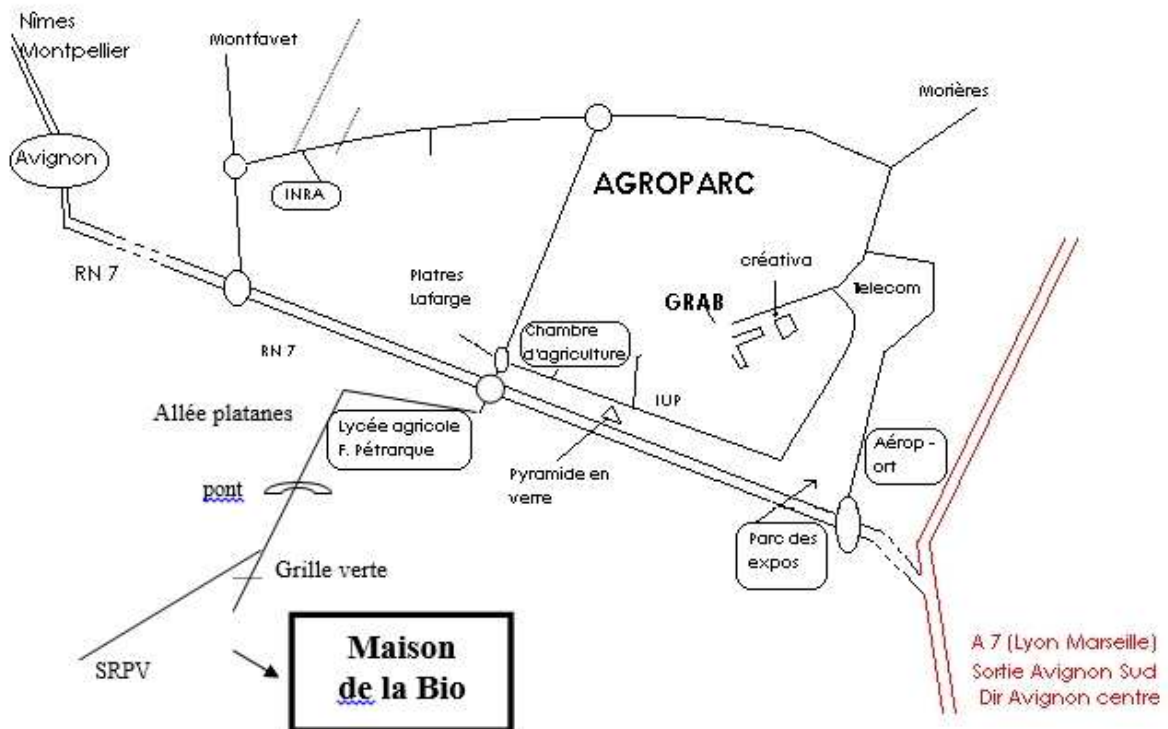 Nîmes
Montpellier
Montfavet
Morières
Avignon
INRA
AGROPARC
RN 7
Platres
Lafarge
créativa
GRAB
Telecom
RN 7
Chambre
d'agriculture
IUP
Allée platanes
Lycée agricole
F. Pétrarque
Pyramide en
verre
Aérop -
ort
pont
Parc des
expos
Grille verte
SRPV
Maison
de la Bio
A 7 (Lyon Marseille)
Sortie Avignon Sud
Dir Avignon centre